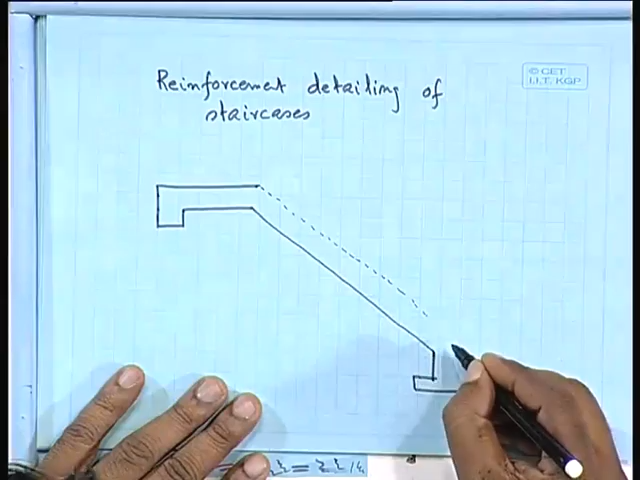 Reinforcement detailing of
staircases
© CET
I.I.T. KGP